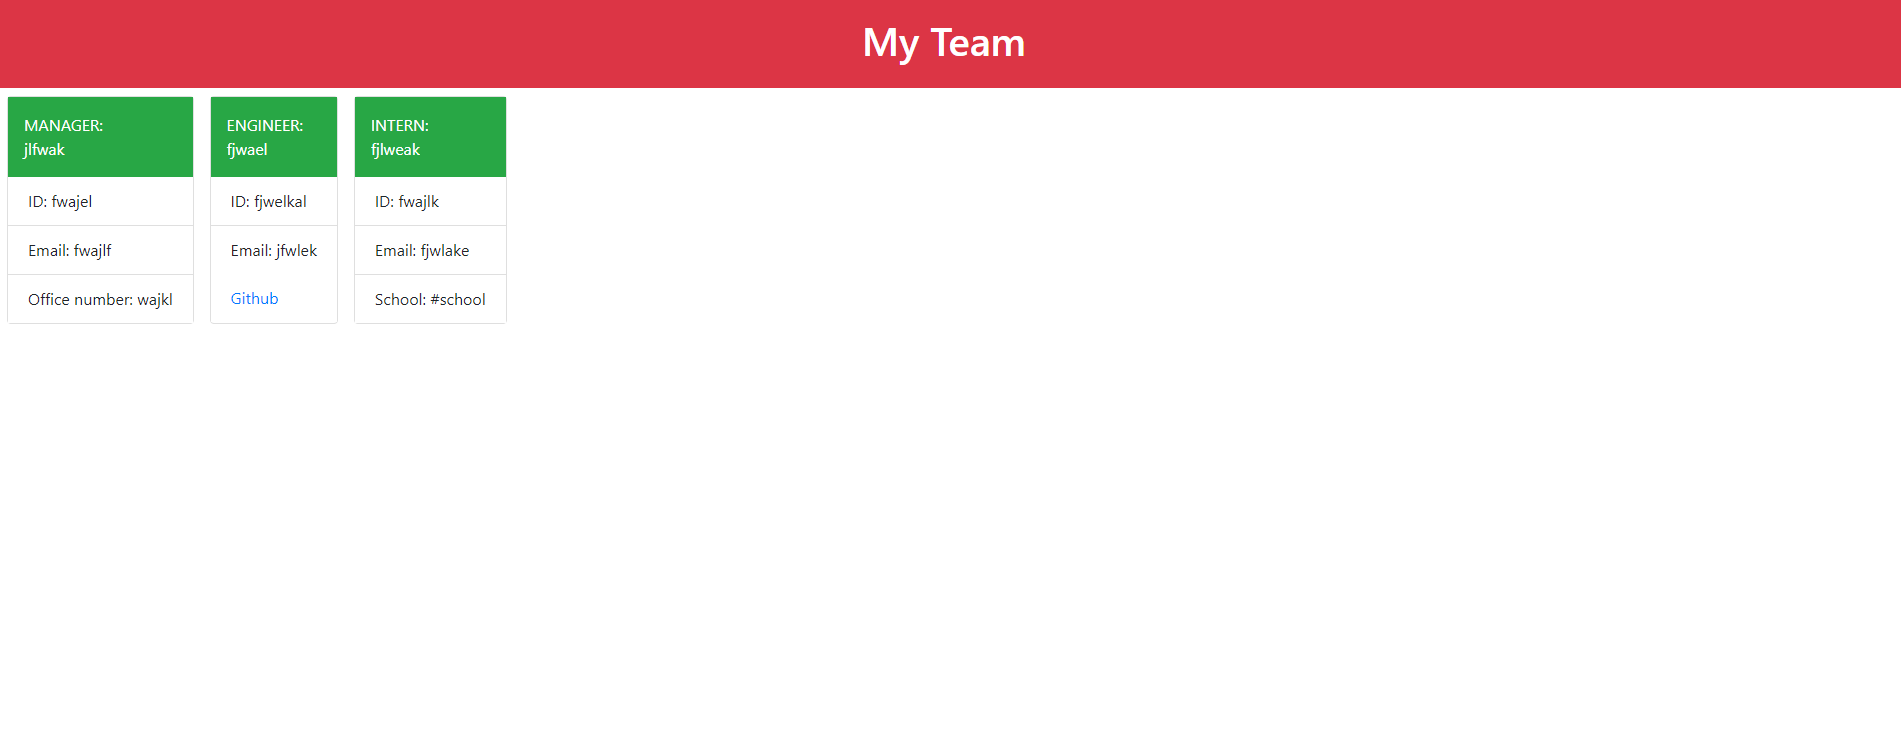 My Team
MANAGER:
jlfwak
ID: fwajel
Email: fwajlf
Office number: wajkl
ENGINEER:
fjwael
ID: fjwelkal
Email: jfwlek
Github
INTERN:
fjlweak
ID: fwajlk
Email: fjwlake
School: #school